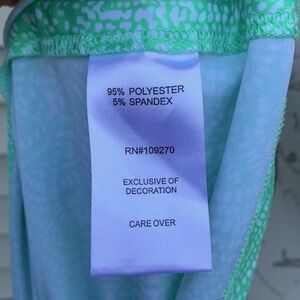 95% POLYESTER
5% SPANDEX
RN#109270
EXCLUSIVE OF
DECORATION
CARE OVER